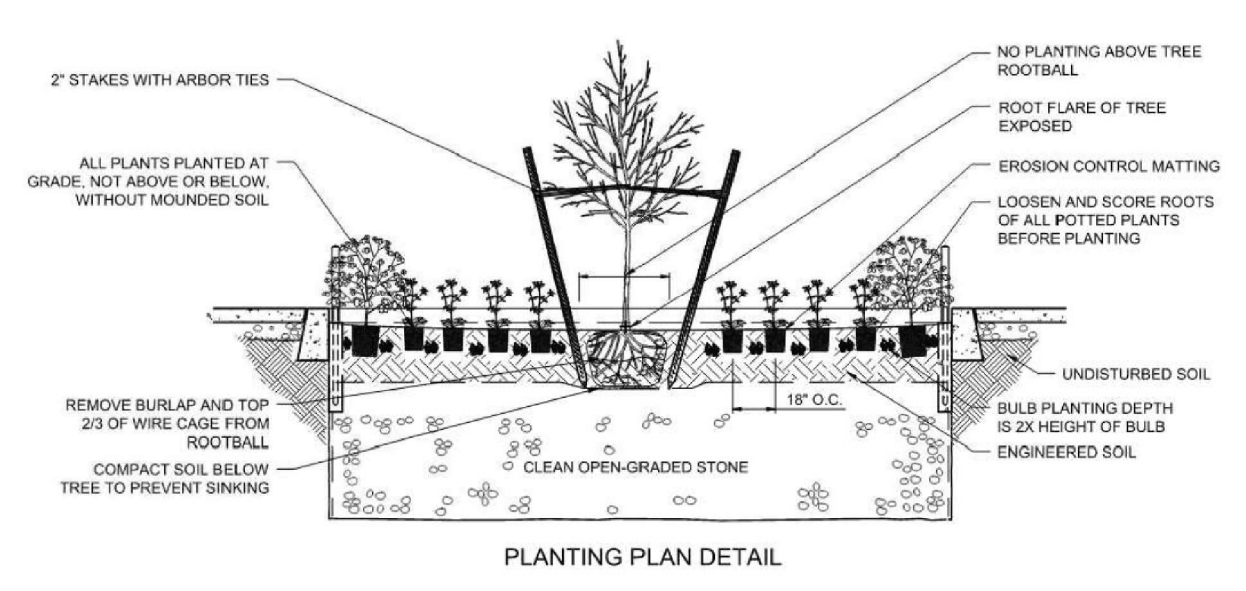 2" STAKES WITH ARBOR TIES
ALL PLANTS PLANTED AT
GRADE, NOT ABOVE OR BELOW,
WITHOUT MOUNDED SOIL
REMOVE BURLAP AND TOP
2/3 OF WIRE CAGE FROM
ROOTBALL
COMPACT SOIL BELOW
TREE TO PREVENT SINKING
NO PLANTING ABOVE TREE
ROOTBALL
ROOT FLARE OF TREE
EXPOSED
EROSION CONTROL MATTING
LOOSEN AND SCORE ROOTS
OF ALL POTTED PLANTS
BEFORE PLANTING
UNDISTURBED SOIL
18" O.C.
BULB PLANTING DEPTH
IS 2X HEIGHT OF BULB
ENGINEERED SOIL
CLEAN OPEN-GRADED STONE
PLANTING PLAN DETAIL